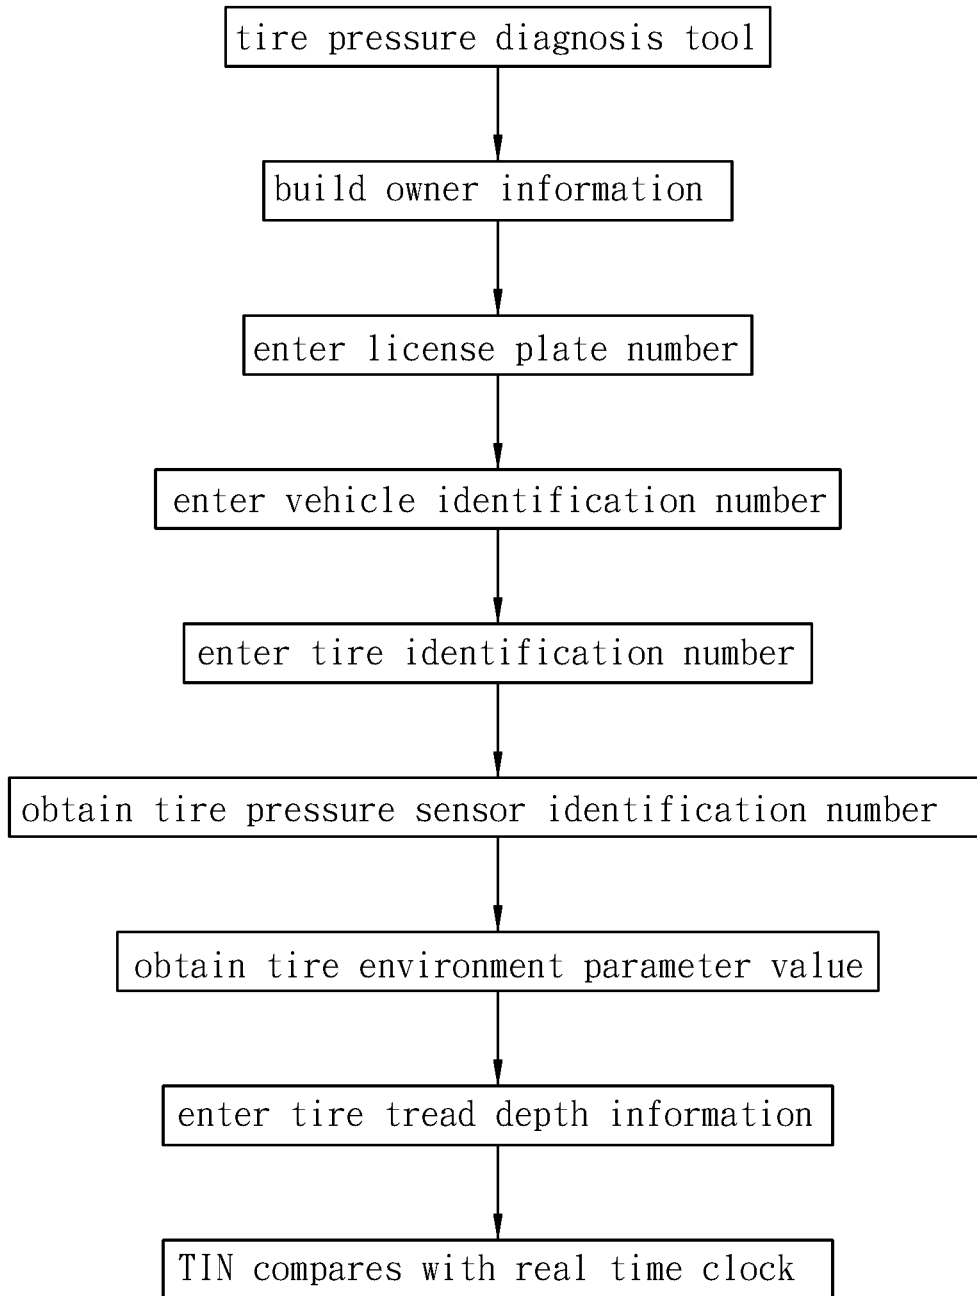 tire pressure diagnosis tool
build owner information
enter license plate number
enter vehicle identification number
enter tire identification number
obtain tire pressure sensor identification number
obtain tire environment parameter value
enter tire tread depth information
TIN compares with real time clock